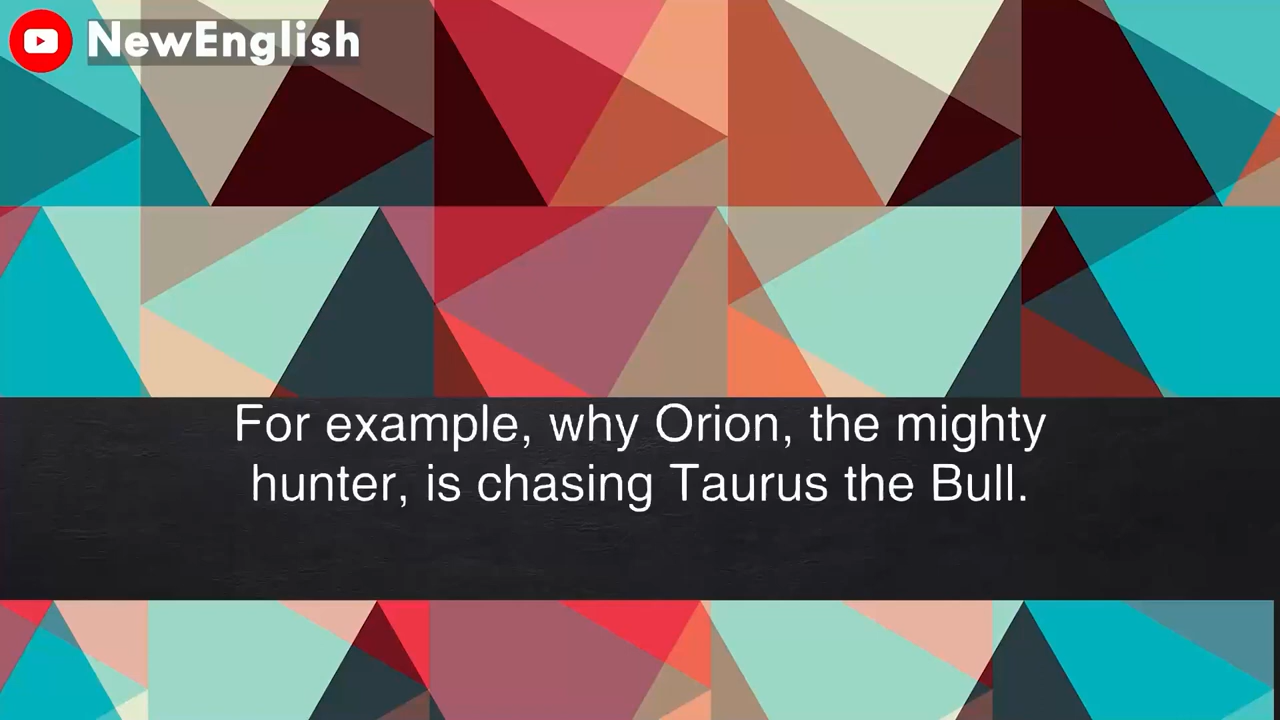 NewEnglish
For example, why Orion, the mighty
hunter, is chasing Taurus the Bull.